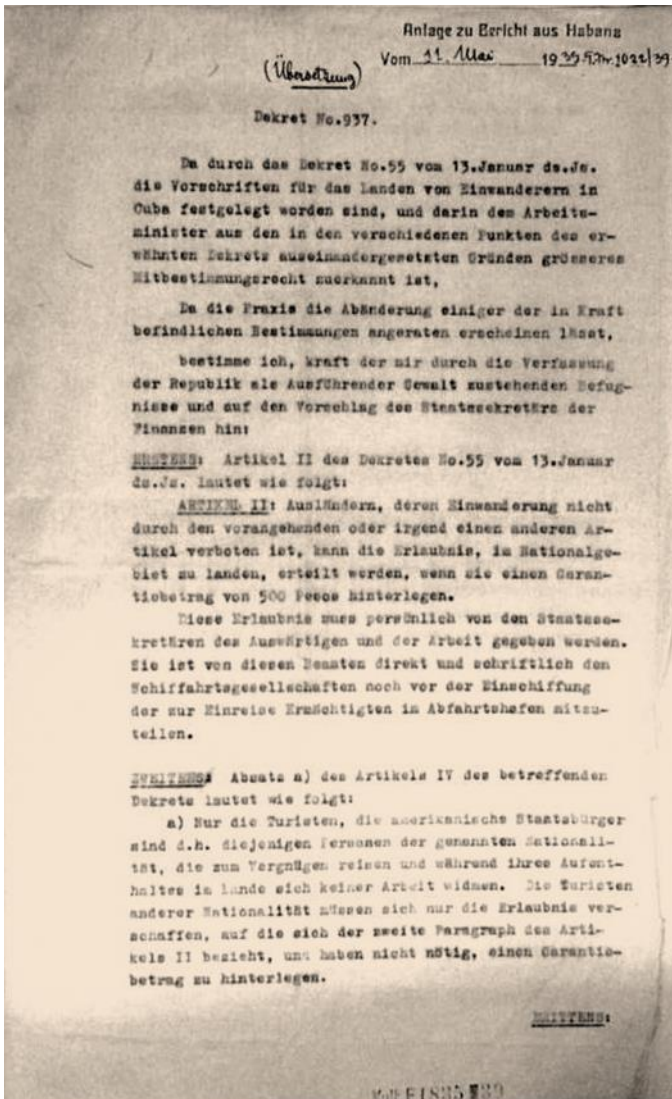 Anlage zu Bericht aus Habana
Vom 11. Mai 1939
(Übersetzung)
Dekret No.937.
Da durch das Dekret No.55 vom 13.Januar ds.Js.
die Vorschriften für das Landen von Einwanderern in
Cuba festgelegt worden sind, und darin dem Arbeits-
minister aus den in den verschiedenen Punkten des er-
wähnten Dekrets auseinandergesetzten Gründen grösseres
Mitbestimmungsrecht zuerkannt ist,
Da die Praxis die Abänderung einiger der in Kraft
befindlichen Bestimmungen angeraten erscheinen lässt,
bestimme ich, kraft der mir durch die Verfassung
der Republik als Ausführender Gewalt zustehenden Befug-
nisse und auf den Vorschlag des Staatssekretärs der
Finanzen hin:
ERSTENS: Artikel II des Dekretes No.55 vom 13.Januar
ds.Js. lautet wie folgt:
ARTIKEL II: Ausländern, deren Einwanderung nicht
durch den vorangehenden oder irgend einen anderen Ar-
tikel verboten ist, kann die Erlaubnis, im Nationalge-
biet zu landen, erteilt werden, wenn sie einen Garan-
tiebetrag von 500 Pesos hinterlegen.
Diese Erlaubnis muss persönlich von den Staatsse-
kretären des Auswärtigen und der Arbeit gegeben werden.
Sie ist von diesen Beamten direkt und schriftlich den
Schiffahrtsgesellschaften noch vor der Einschiffung
der zur Einreise Ermächtigten im Abfahrtshafen mitzu-
teilen.
ZWEITENS: Absatz a) des Artikels IV des betreffenden
Dekrets lautet wie folgt:
a) Nur die Turisten, die amerikanische Staatsbürger
sind d.h. diejenigen Personen der genannten Nationali-
tät, die zum Vergnügen reisen und während ihres Aufent-
haltes im Lande sich keiner Arbeit widmen. Die Turisten
anderer Nationalität müssen sich nur die Erlaubnis ver-
schaffen, auf die sich der zweite Paragraph des Arti-
kels II bezieht, und haben nicht nötig, einen Garantie-
betrag zu hinterlegen.
DRITTENS: